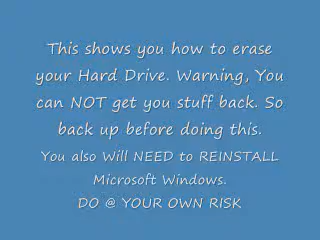 This shows you how to erase
your Hard Drive. Warning, You
can NOT get you stuff back. So
back up before doing this.
You also Will NEED to REINSTALL
Microsoft Windows.
DO @ YOUR OWN RISK